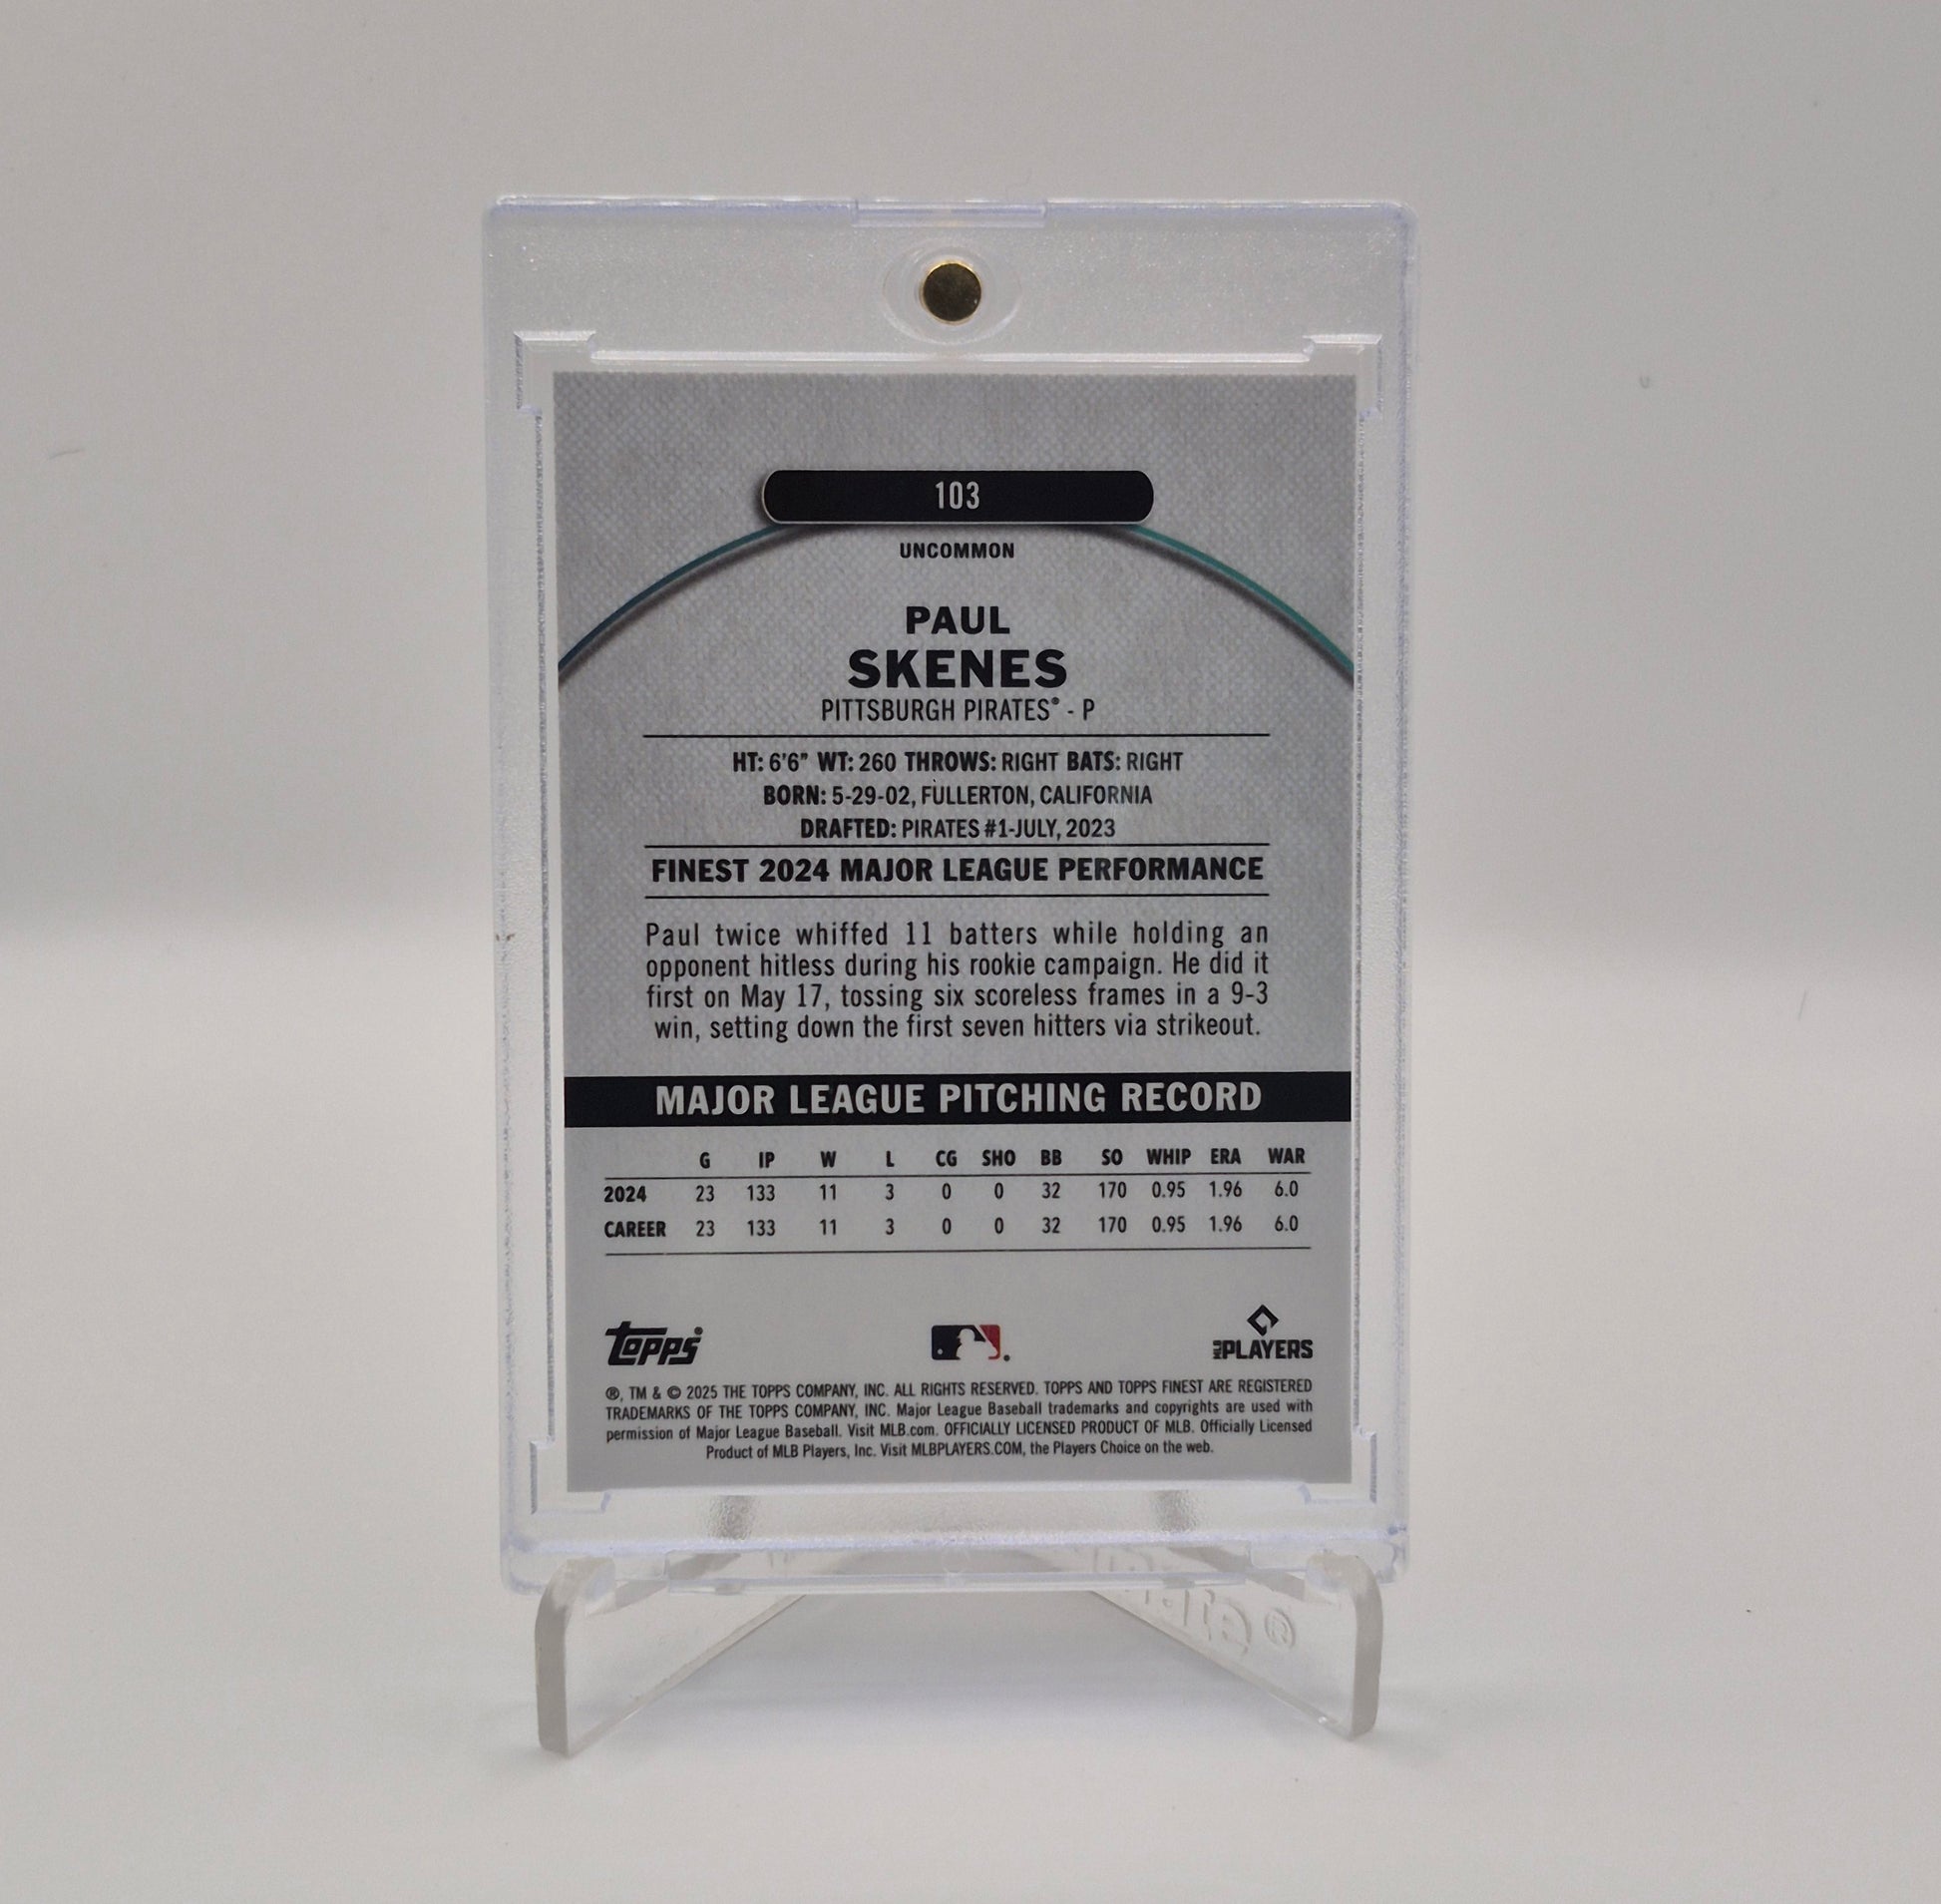 103
UNCOMMON
PAUL
SKENES
PITTSBURGH PIRATES® - P
HT: 6'6" WT: 260 THROWS: RIGHT BATS: RIGHT
BORN: 5-29-02, FULLERTON, CALIFORNIA
DRAFTED: PIRATES #1-JULY, 2023
FINEST 2024 MAJOR LEAGUE PERFORMANCE
Paul twice whiffed 11 batters while holding an
opponent hitless during his rookie campaign. He did it
first on May 17, tossing six scoreless frames in a 9-3
win, setting down the first seven hitters via strikeout.
MAJOR LEAGUE PITCHING RECORD
G IP W L CG SHO BB SO WHIP ERA WAR
2024 23 133 11 3 0 0 32 170 0.95 1.96 6.0
CAREER 23 133 11 3 0 0 32 170 0.95 1.96 6.0
Topps MLB PLAYERS
®, TM & © 2025 THE TOPPS COMPANY, INC. ALL RIGHTS RESERVED. TOPPS AND TOPPS FINEST ARE REGISTERED
TRADEMARKS OF THE TOPPS COMPANY, INC. Major League Baseball trademarks and copyrights are used with
permission of Major League Baseball. Visit MLB.com. OFFICIALLY LICENSED PRODUCT OF MLB. Officially Licensed
Product of MLB Players, Inc. Visit MLBPLAYERS.COM, the Players Choice on the web.
®